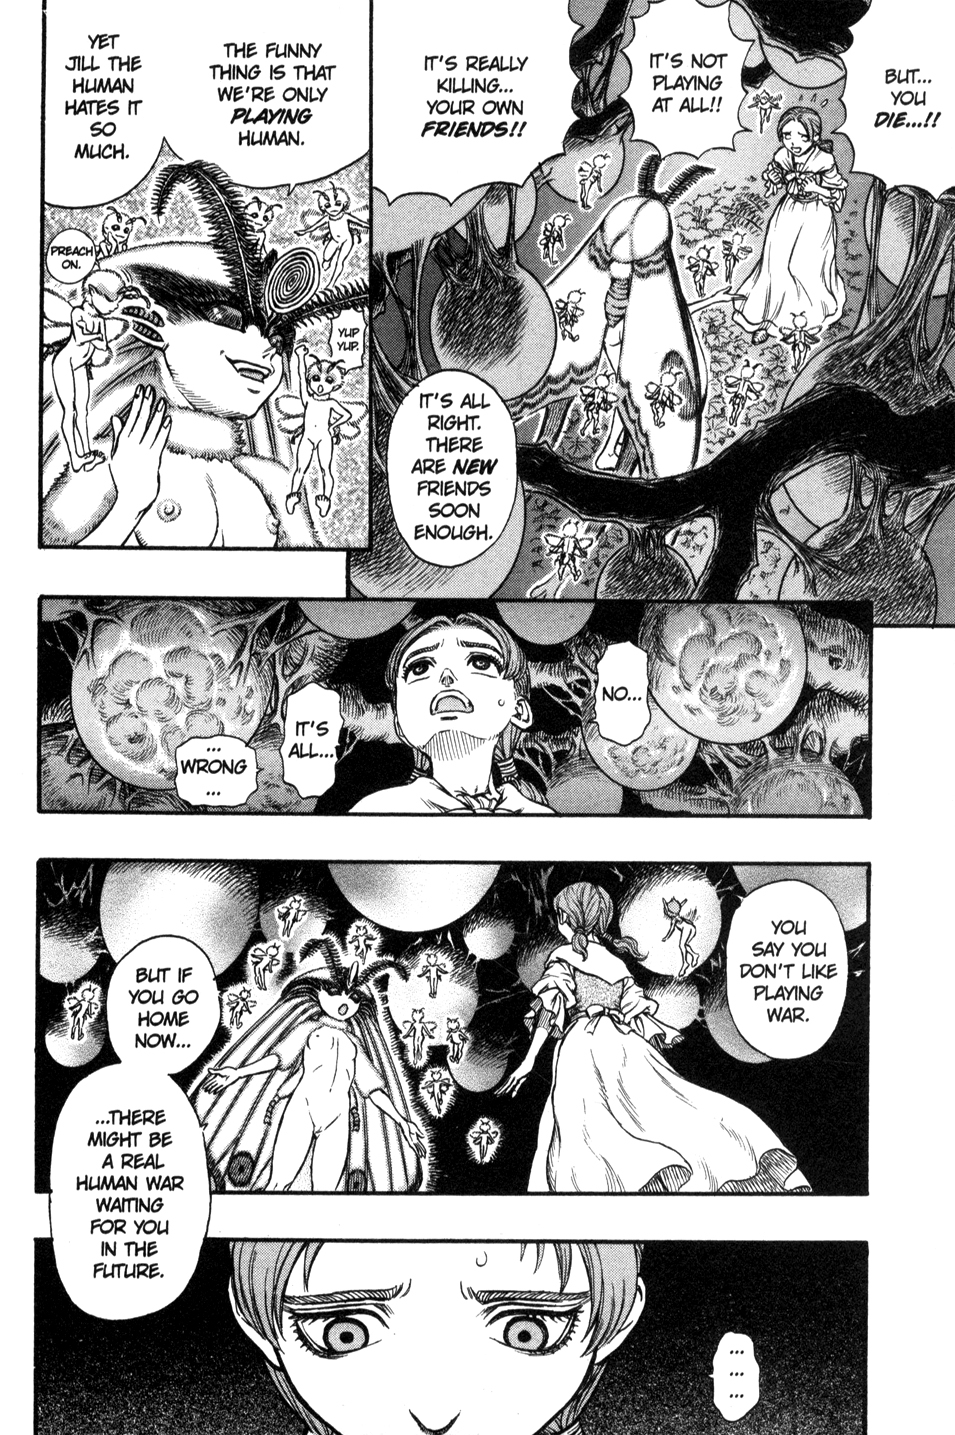 BUT...
YOU
DIE...!!
IT'S NOT
PLAYING
AT ALL!!
IT'S REALLY
KILLING...
YOUR OWN
FRIENDS!!
IT'S ALL
RIGHT.
THERE
ARE NEW
FRIENDS
SOON
ENOUGH.
THE FUNNY
THING IS THAT
WE'RE ONLY
PLAYING
HUMAN.
YET
JILL THE
HUMAN
HATES IT
SO
MUCH.
YUP
YUP.
PREACH
ON.
NO...
IT'S
ALL...
...
WRONG
...
YOU
SAY YOU
DON'T LIKE
PLAYING
WAR.
BUT IF
YOU GO
HOME
NOW...
...THERE
MIGHT BE
A REAL
HUMAN WAR
WAITING
FOR YOU
IN THE
FUTURE.
...
...
...